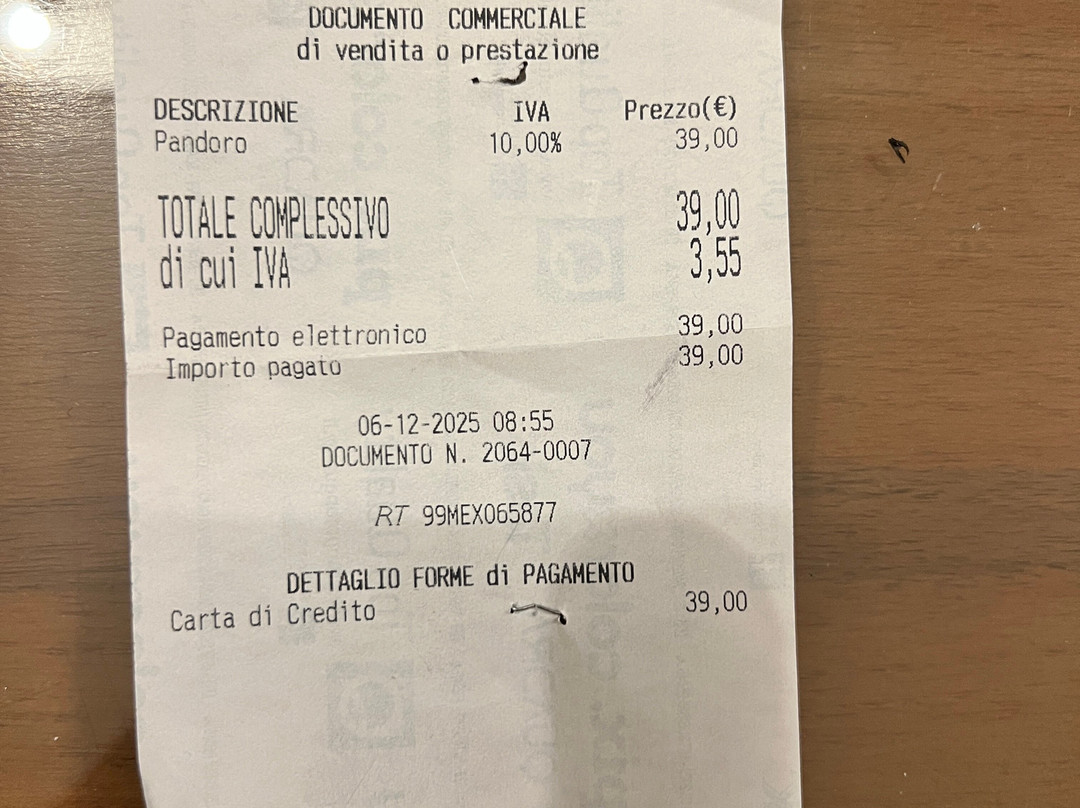 DOCUMENTO COMMERCIALE
di vendita o prestazione
DESCRIZIONE IVA Prezzo(€)
Pandoro 10,00% 39,00
TOTALE COMPLESSIVO 39,00
di cui IVA 3,55
Pagamento elettronico 39,00
Importo pagato 39,00
06-12-2025 08:55
DOCUMENTO N. 2064-0007
RT 99MEX065877
DETTAGLIO FORME di PAGAMENTO
Carta di Credito 39,00